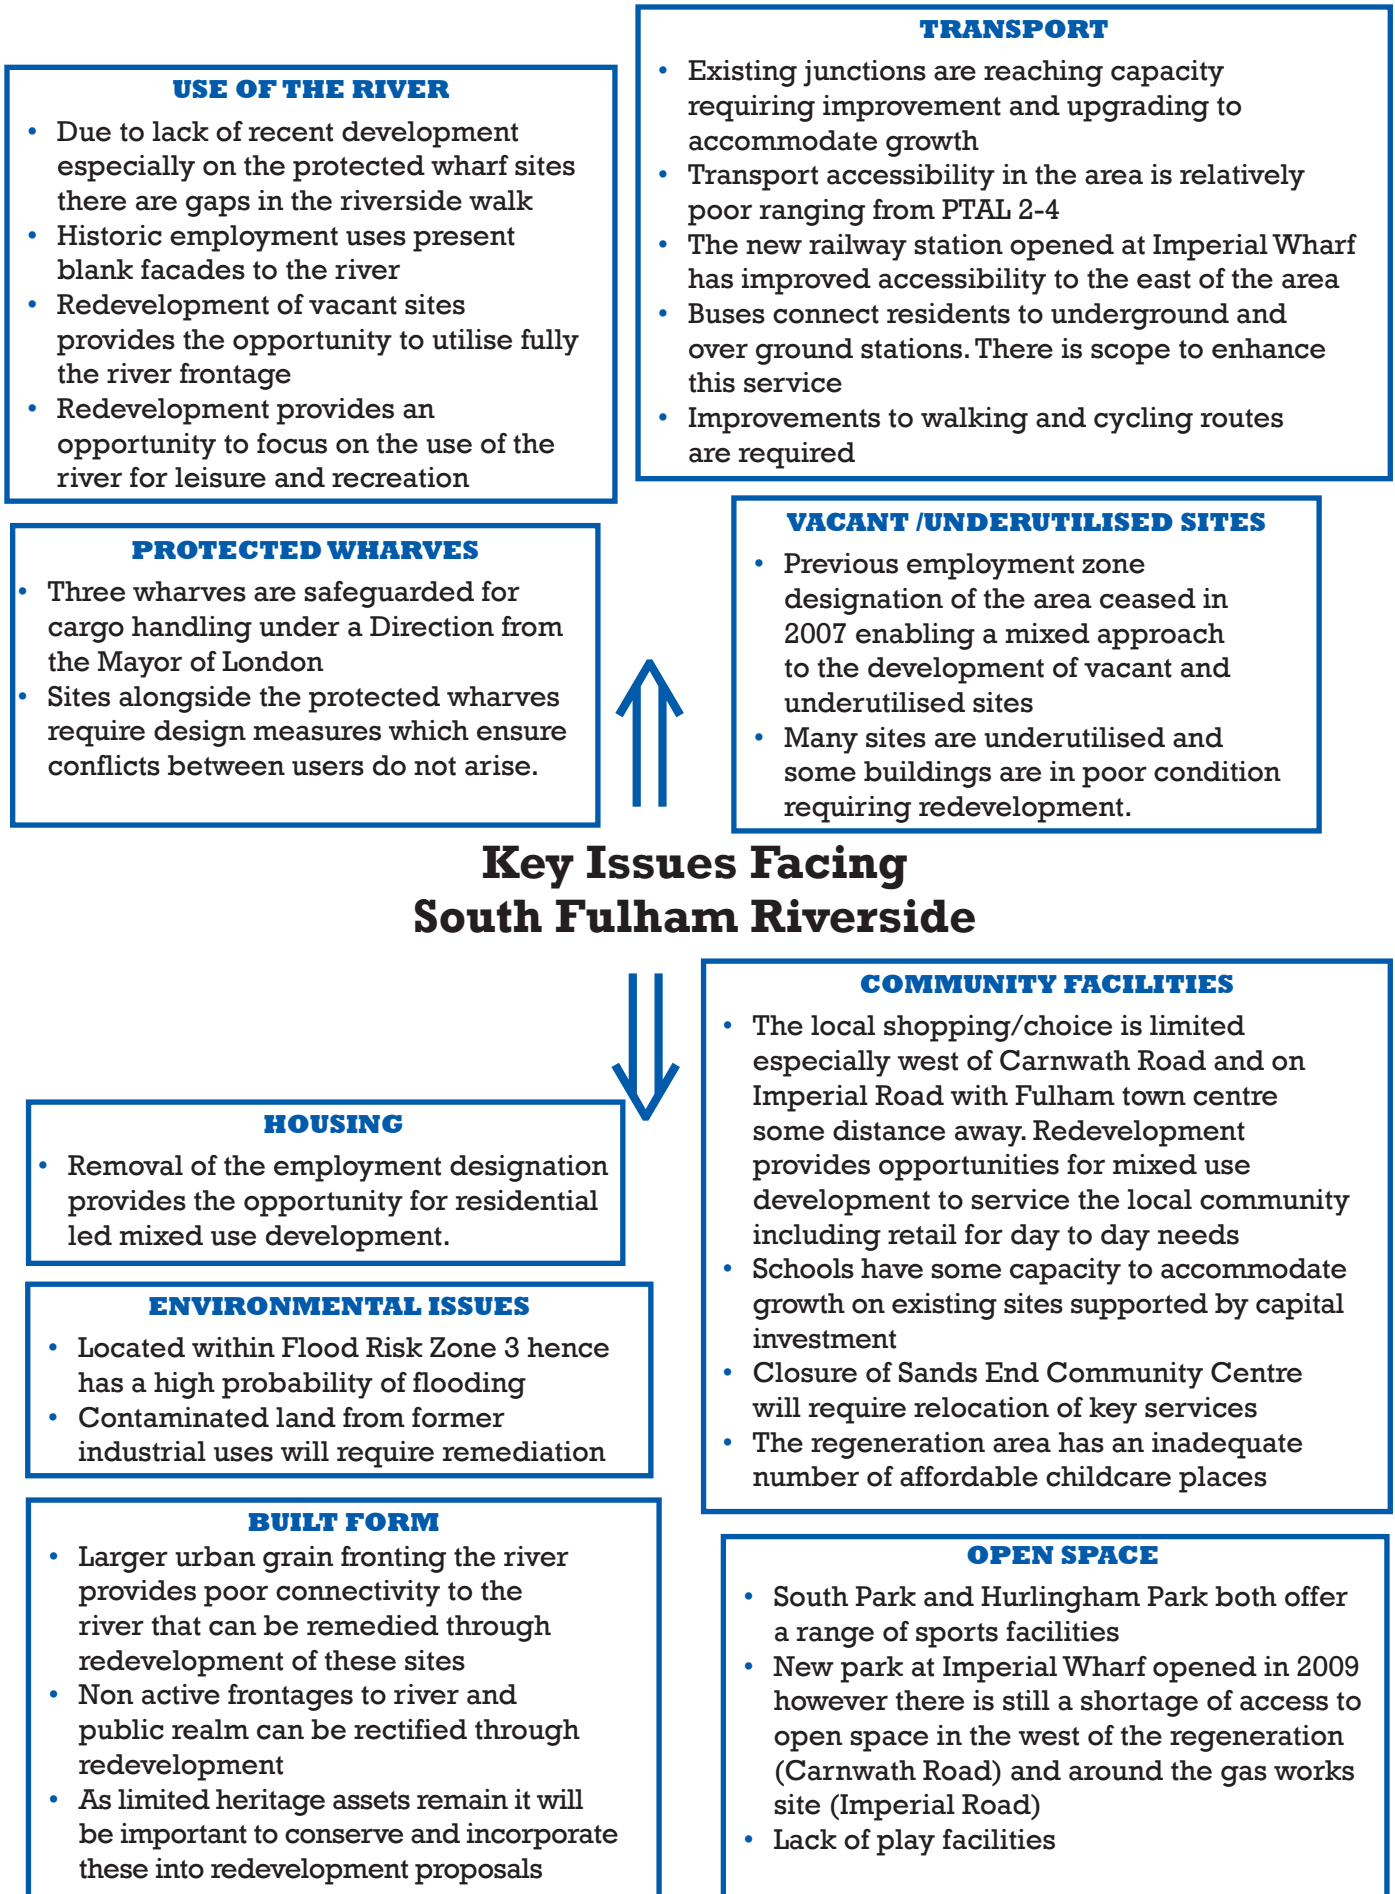 USE OF THE RIVER
• Due to lack of recent development
especially on the protected wharf sites
there are gaps in the riverside walk
• Historic employment uses present
blank facades to the river
• Redevelopment of vacant sites
provides the opportunity to utilise fully
the river frontage
• Redevelopment provides an
opportunity to focus on the use of the
river for leisure and recreation
TRANSPORT
• Existing junctions are reaching capacity
requiring improvement and upgrading to
accommodate growth
• Transport accessibility in the area is relatively
poor ranging from PTAL 2-4
• The new railway station opened at Imperial Wharf
has improved accessibility to the east of the area
• Buses connect residents to underground and
over ground stations. There is scope to enhance
this service
• Improvements to walking and cycling routes
are required
PROTECTED WHARVES
• Three wharves are safeguarded for
cargo handling under a Direction from
the Mayor of London
• Sites alongside the protected wharves
require design measures which ensure
conflicts between users do not arise.
VACANT /UNDERUTILISED SITES
• Previous employment zone
designation of the area ceased in
2007 enabling a mixed approach
to the development of vacant and
underutilised sites
• Many sites are underutilised and
some buildings are in poor condition
requiring redevelopment.
Key Issues Facing
South Fulham Riverside
HOUSING
• Removal of the employment designation
provides the opportunity for residential
led mixed use development.
ENVIRONMENTAL ISSUES
• Located within Flood Risk Zone 3 hence
has a high probability of flooding
• Contaminated land from former
industrial uses will require remediation
BUILT FORM
• Larger urban grain fronting the river
provides poor connectivity to the
river that can be remedied through
redevelopment of these sites
• Non active frontages to river and
public realm can be rectified through
redevelopment
• As limited heritage assets remain it will
be important to conserve and incorporate
these into redevelopment proposals
COMMUNITY FACILITIES
• The local shopping/choice is limited
especially west of Carnwath Road and on
Imperial Road with Fulham town centre
some distance away. Redevelopment
provides opportunities for mixed use
development to service the local community
including retail for day to day needs
• Schools have some capacity to accommodate
growth on existing sites supported by capital
investment
• Closure of Sands End Community Centre
will require relocation of key services
• The regeneration area has an inadequate
number of affordable childcare places
OPEN SPACE
• South Park and Hurlingham Park both offer
a range of sports facilities
• New park at Imperial Wharf opened in 2009
however there is still a shortage of access to
open space in the west of the regeneration
(Carnwath Road) and around the gas works
site (Imperial Road)
• Lack of play facilities